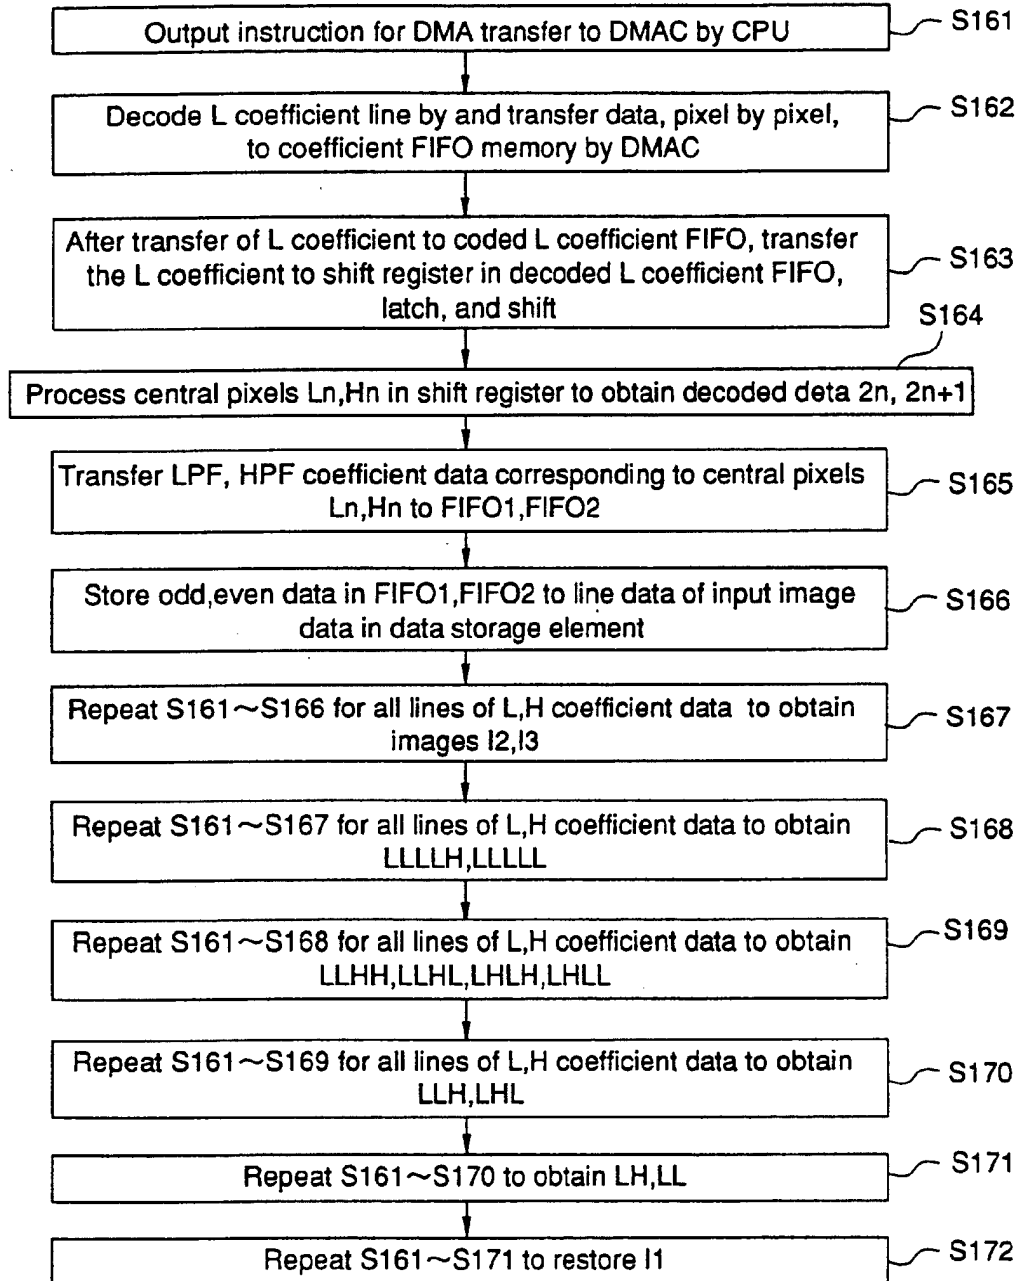 Output instruction for DMA transfer to DMAC by CPU
S161
Decode L coefficient line by and transfer data, pixel by pixel,
to coefficient FIFO memory by DMAC
S162
After transfer of L coefficient to coded L coefficient FIFO, transfer
the L coefficient to shift register in decoded L coefficient FIFO,
latch, and shift
S163
S164
Process central pixels Ln,Hn in shift register to obtain decoded deta 2n, 2n+1
Transfer LPF, HPF coefficient data corresponding to central pixels
Ln,Hn to FIFO1,FIFO2
S165
Store odd,even data in FIFO1,FIFO2 to line data of input image
data in data storage element
S166
Repeat S161~S166 for all lines of L,H coefficient data to obtain
images I2,I3
S167
Repeat S161~S167 for all lines of L,H coefficient data to obtain
LLLLH,LLLLL
S168
Repeat S161~S168 for all lines of L,H coefficient data to obtain
LLHH,LLHL,LHLH,LHLL
S169
Repeat S161~S169 for all lines of L,H coefficient data to obtain
LLH,LHL
S170
Repeat S161~S170 to obtain LH,LL
S171
Repeat S161~S171 to restore I1
S172